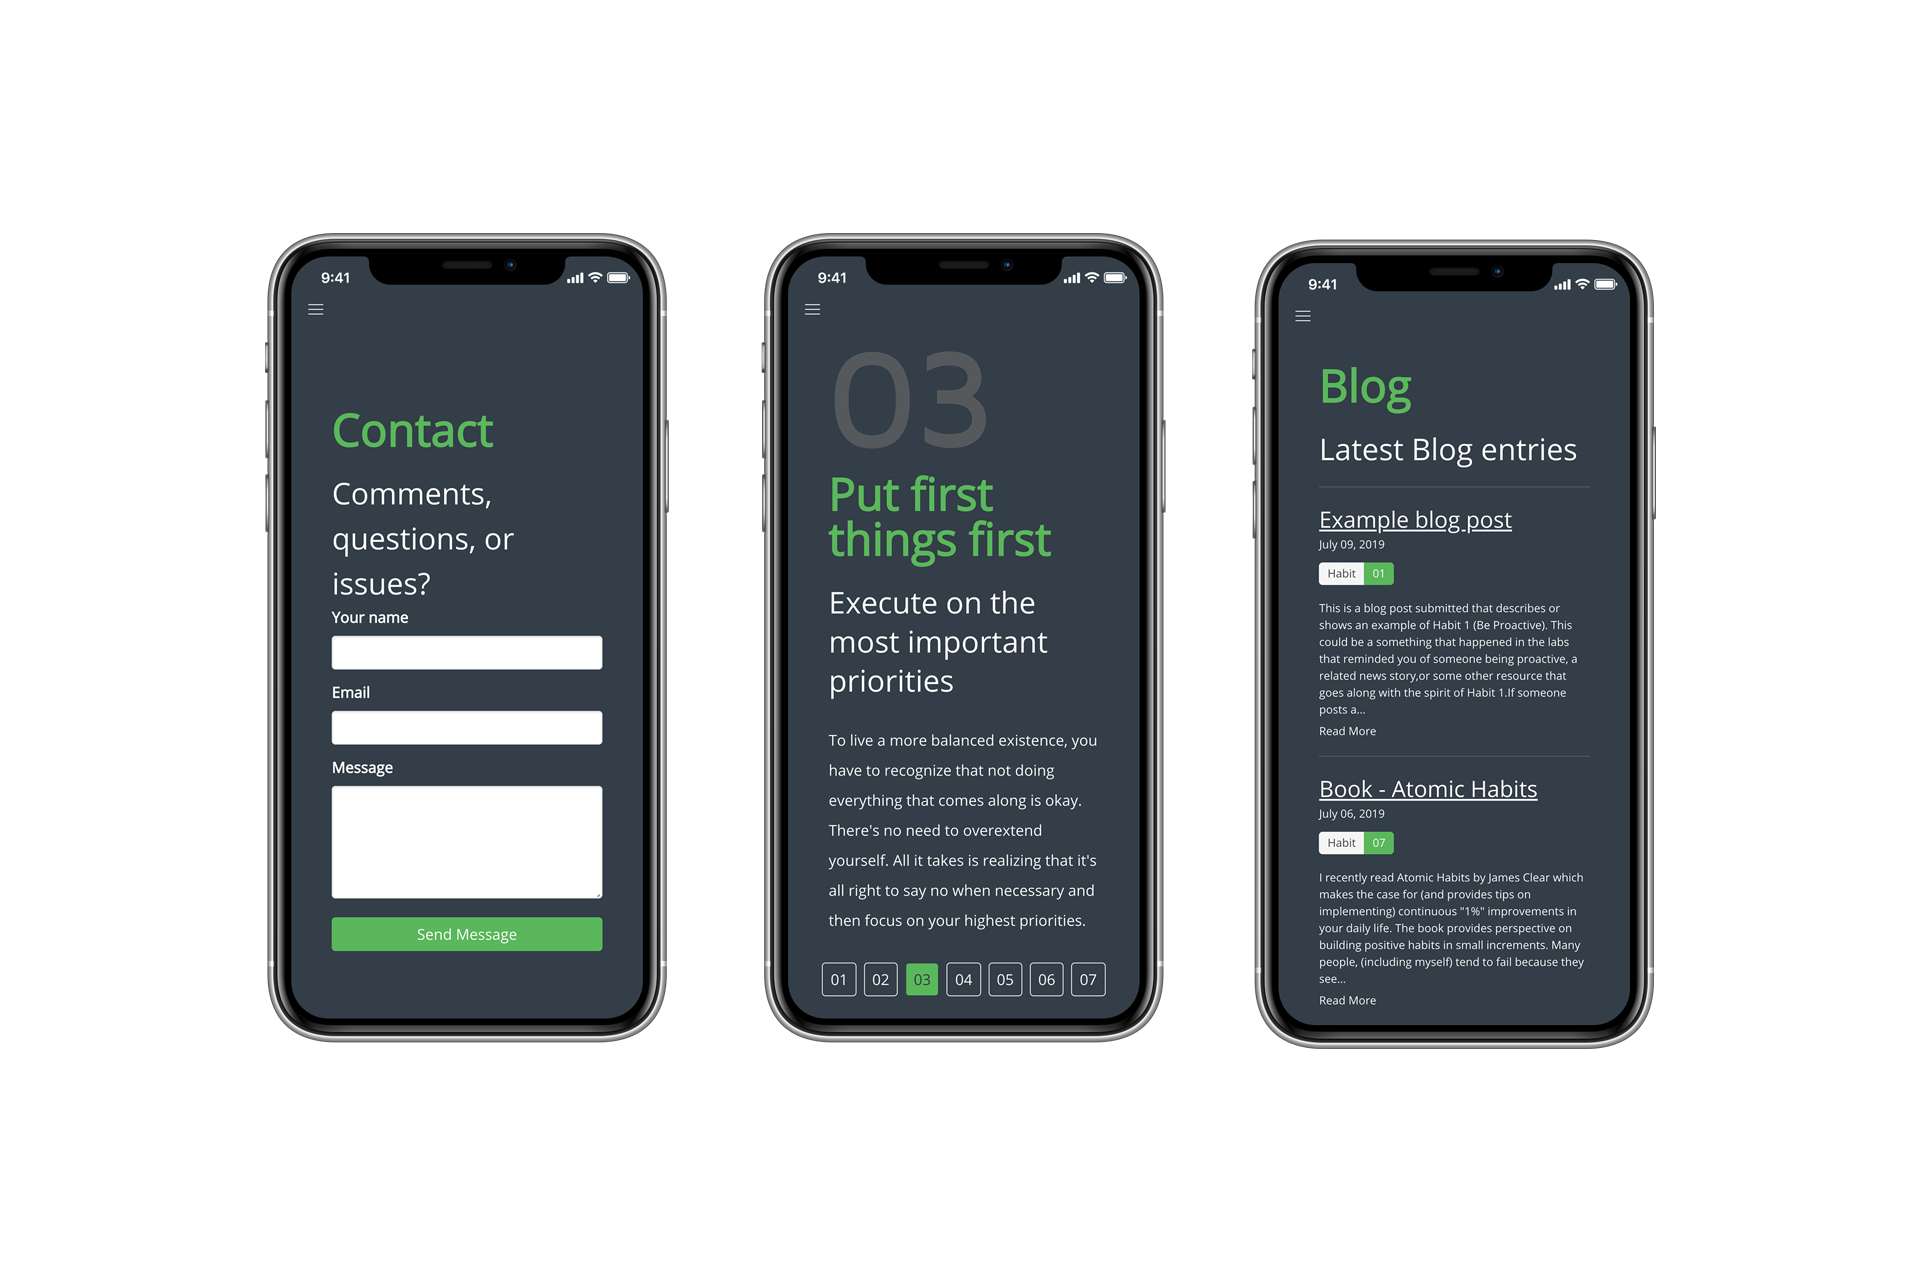 9:41
Contact
Comments,
questions, or
issues?
Your name
Email
Message
Send Message
9:41
03
Put first
things first
Execute on the
most important
priorities
To live a more balanced existence, you
have to recognize that not doing
everything that comes along is okay.
There's no need to overextend
yourself. All it takes is realizing that it's
all right to say no when necessary and
then focus on your highest priorities.
01 02 03 04 05 06 07
9:41
Blog
Latest Blog entries
Example blog post
July 09, 2019
Habit 01
This is a blog post submitted that describes or
shows an example of Habit 1 (Be Proactive). This
could be a something that happened in the labs
that reminded you of someone being proactive, a
related news story,or some other resource that
goes along with the spirit of Habit 1.If someone
posts a...
Read More
Book - Atomic Habits
July 06, 2019
Habit 07
I recently read Atomic Habits by James Clear which
makes the case for (and provides tips on
implementing) continuous "1%" improvements in
your daily life. The book provides perspective on
building positive habits in small increments. Many
people, (including myself) tend to fail because they
see...
Read More